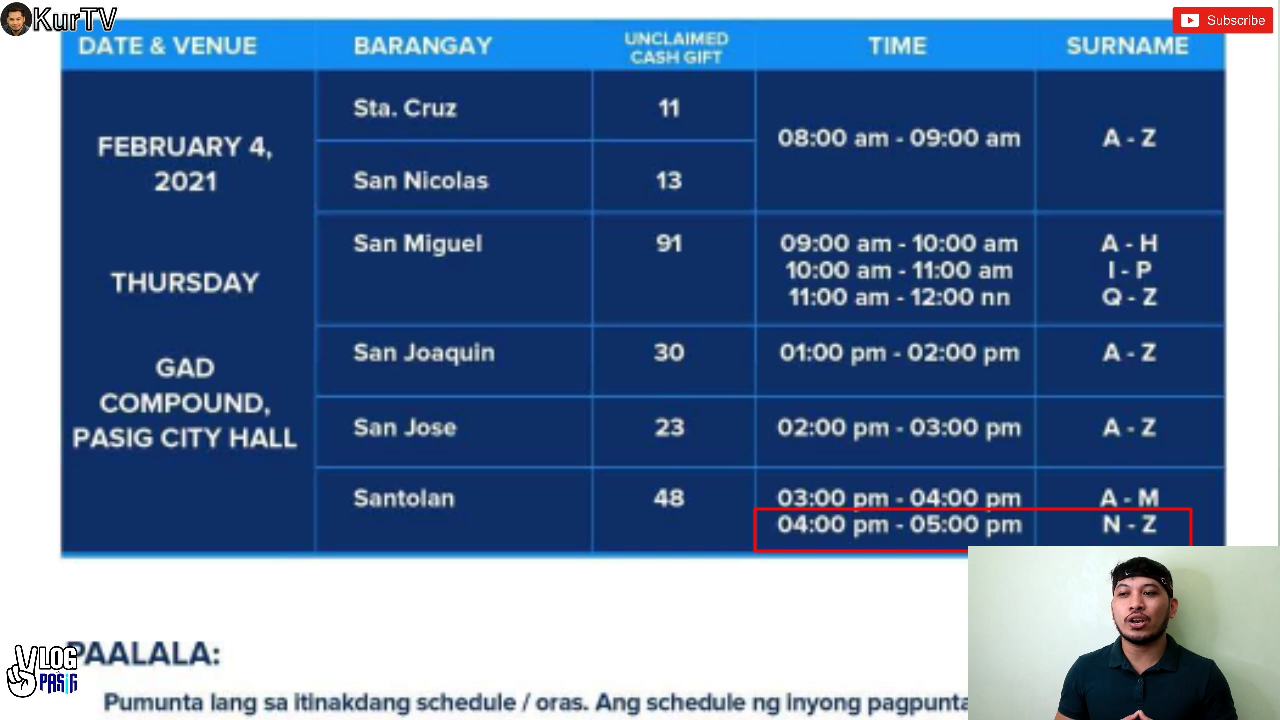 KurTV
Subscribe
DATE & VENUE BARANGAY UNCLAIMED CASH GIFT TIME SURNAME
FEBRUARY 4,
2021
THURSDAY
GAD
COMPOUND,
PASIG CITY HALL
Sta. Cruz 11
08:00 am - 09:00 am A - Z
San Nicolas 13
San Miguel 91 09:00 am - 10:00 am A - H
10:00 am - 11:00 am I - P
11:00 am - 12:00 nn Q - Z
San Joaquin 30 01:00 pm - 02:00 pm A - Z
San Jose 23 02:00 pm - 03:00 pm A - Z
Santolan 48 03:00 pm - 04:00 pm A - M
04:00 pm - 05:00 pm N - Z
PAALALA:
VLOG
PASIG
Pumunta lang sa itinakdang schedule / oras. Ang schedule ng inyong pagpunta